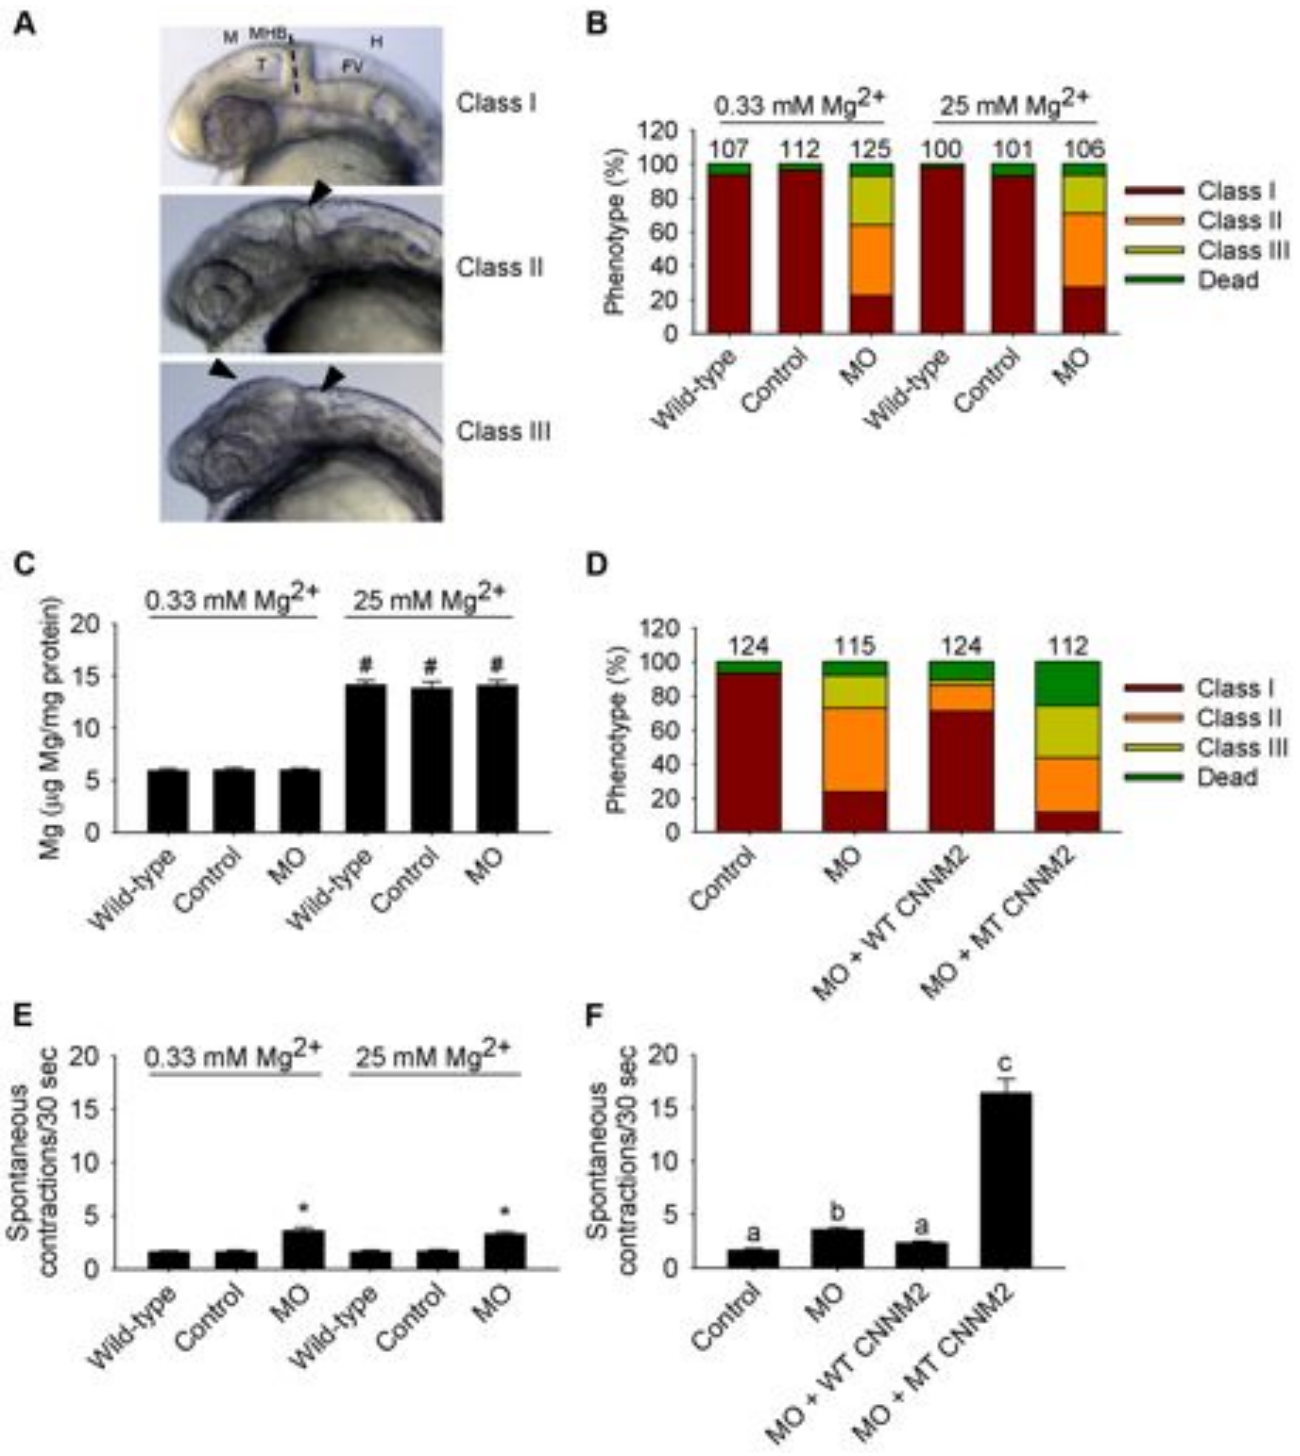 A
M MHB H
T FV
Class I
Class II
Class III
B
0.33 mM Mg2+ 25 mM Mg2+
Phenotype (%)
120
100
80
60
40
20
0
107 112 125 100 101 106
Wild-type
Control
MO
Wild-type
Control
MO
Class I
Class II
Class III
Dead
C
0.33 mM Mg2+ 25 mM Mg2+
Mg (µg Mg/mg protein)
20
15
10
5
0
# # #
Wild-type
Control
MO
Wild-type
Control
MO
D
Phenotype (%)
120
100
80
60
40
20
0
124 115 124 112
Control
MO
MO + WT CNNM2
MO + MT CNNM2
Class I
Class II
Class III
Dead
E
0.33 mM Mg2+ 25 mM Mg2+
Spontaneous
contractions/30 sec
20
15
10
5
0
* *
Wild-type
Control
MO
Wild-type
Control
MO
F
Spontaneous
contractions/30 sec
20
15
10
5
0
a b a c
Control
MO
MO + WT CNNM2
MO + MT CNNM2